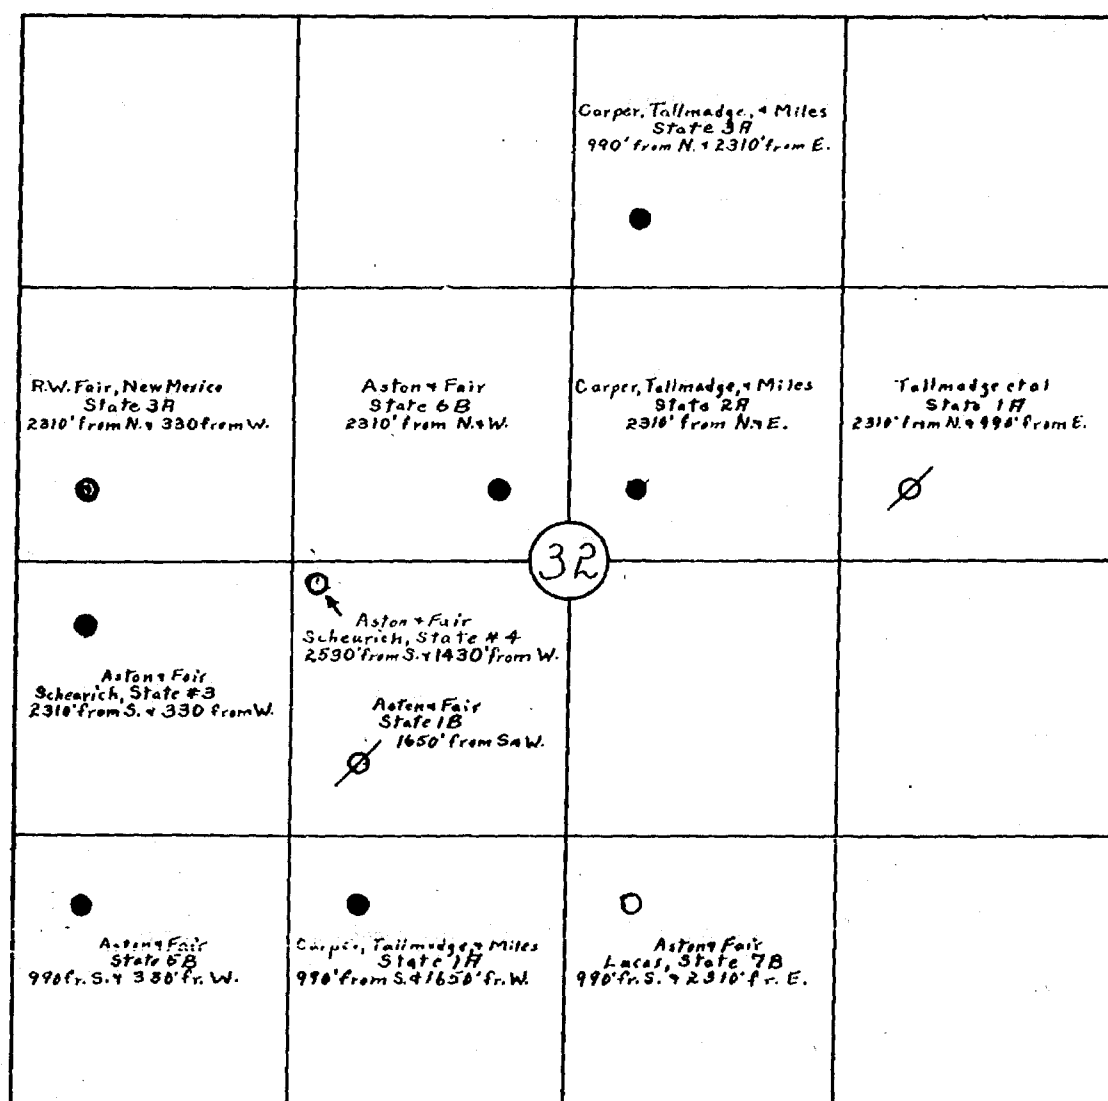 Carper, Tallmadge, & Miles
State 3A
990' from N. & 2310' from E.
R.W. Fair, New Mexico
State 3A
2310' from N. & 330 from W.
Aston & Fair
State 6B
2310' from N. & W.
Carper, Tallmadge, & Miles
State 2A
2310' from N. & E.
Tallmadge et al
State 1A
2310' from N. & 990' from E.
32
Aston & Fair
Scheurich, State #4
2590' from S. & 1430' from W.
Aston & Fair
Schearich, State #3
2310' from S. & 330 from W.
Aston & Fair
State 1B
1650' from S & W.
Aston & Fair
State 5B
990 fr. S. & 330' fr. W.
Carper, Tallmadge & Miles
State 1A
990' from S. & 1650' fr. W.
Aston & Fair
Lucas, State 7B
990' fr. S. & 2310' fr. E.